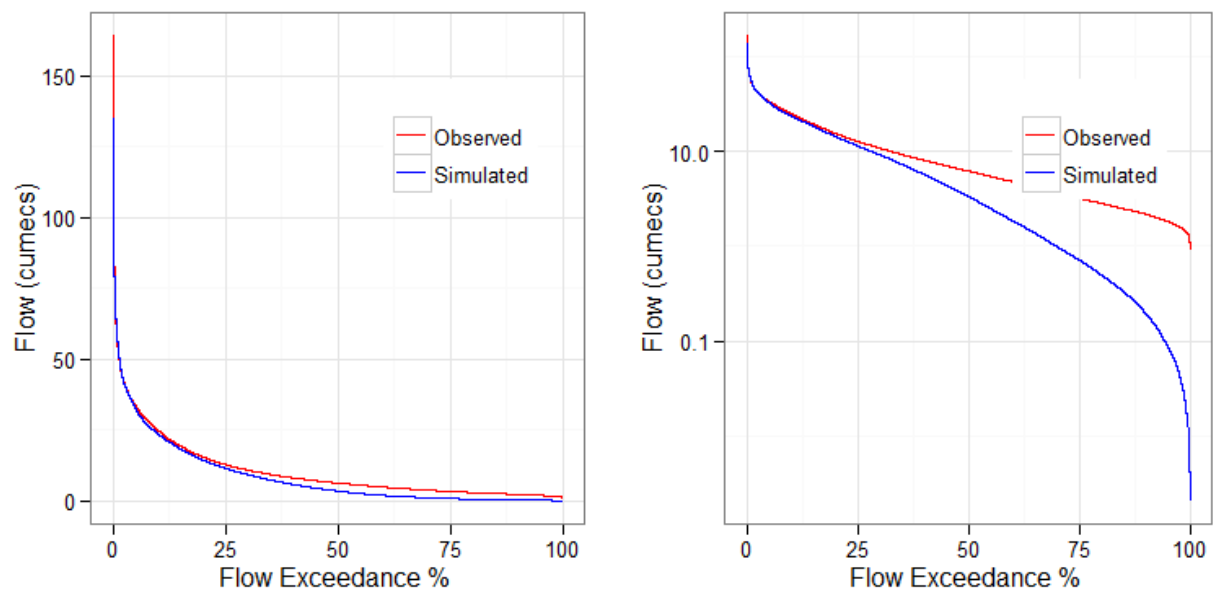 150
100
50
0
Flow (cumecs)
Observed
Simulated
0 25 50 75 100
Flow Exceedance %
10.0
0.1
Flow (cumecs)
Observed
Simulated
0 25 50 75 100
Flow Exceedance %